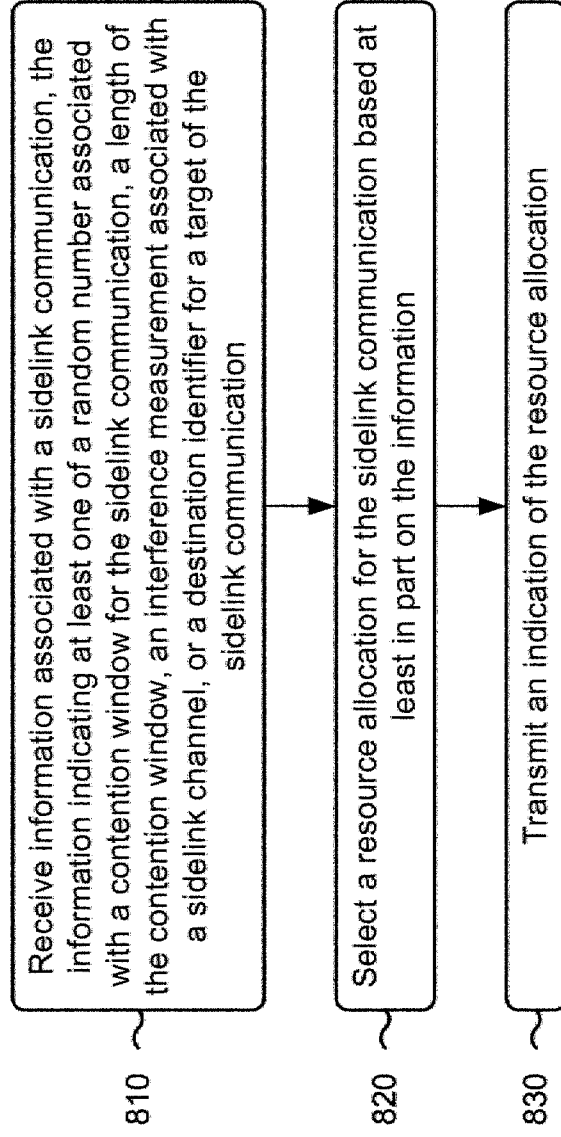 810
Receive information associated with a sidelink communication, the
information indicating at least one of a random number associated
with a contention window for the sidelink communication, a length of
the contention window, an interference measurement associated with
a sidelink channel, or a destination identifier for a target of the
sidelink communication
820
Select a resource allocation for the sidelink communication based at
least in part on the information
830
Transmit an indication of the resource allocation